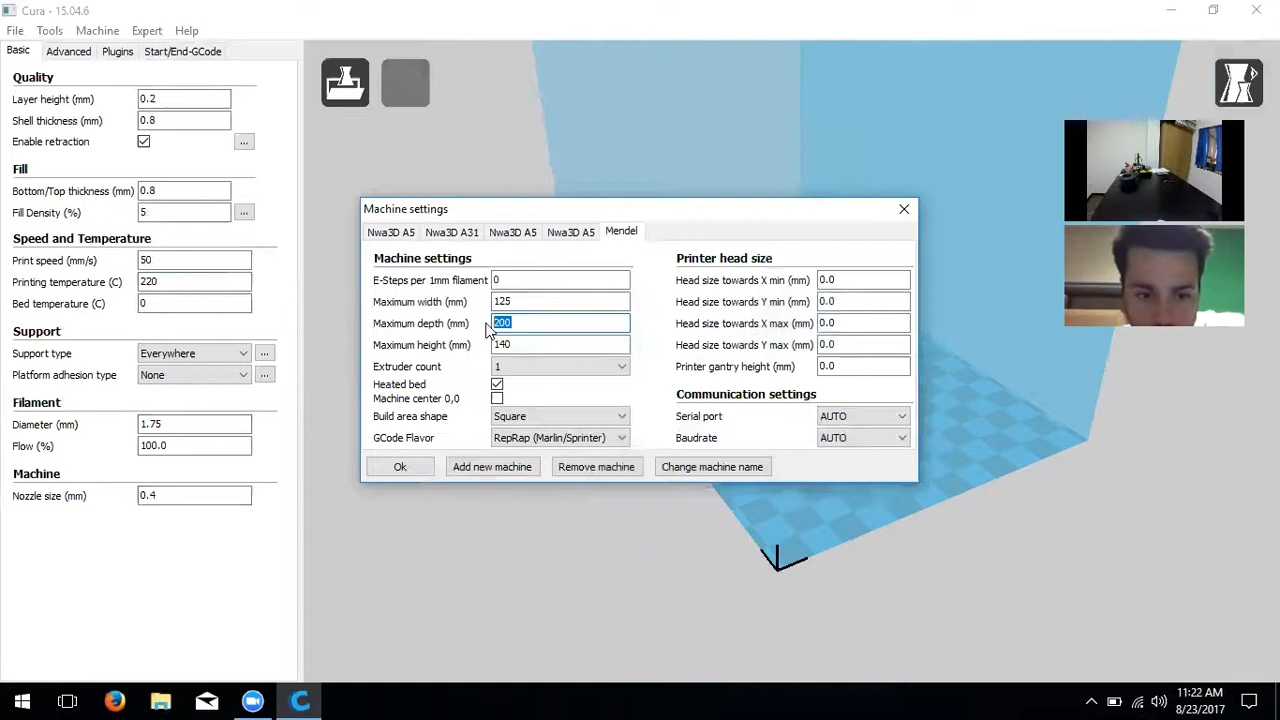 Cura - 15.04.6
File Tools Machine Expert Help
Basic Advanced Plugins Start/End-GCode
Quality
Layer height (mm) 0.2
Shell thickness (mm) 0.8
Enable retraction ...
Fill
Bottom/Top thickness (mm) 0.8
Fill Density (%) 5 ...
Speed and Temperature
Print speed (mm/s) 50
Printing temperature (C) 220
Bed temperature (C) 0
Support
Support type Everywhere ...
Platform adhesion type None ...
Filament
Diameter (mm) 1.75
Flow (%) 100.0
Machine
Nozzle size (mm) 0.4
Machine settings
Nwa3D A5 Nwa3D A31 Nwa3D A5 Nwa3D A5 Mendel
Machine settings
E-Steps per 1mm filament 0
Maximum width (mm) 125
Maximum depth (mm) 200
Maximum height (mm) 140
Extruder count 1
Heated bed
Machine center 0,0
Build area shape Square
GCode Flavor RepRap (Marlin/Sprinter)
Printer head size
Head size towards X min (mm) 0.0
Head size towards Y min (mm) 0.0
Head size towards X max (mm) 0.0
Head size towards Y max (mm) 0.0
Printer gantry height (mm) 0.0
Communication settings
Serial port AUTO
Baudrate AUTO
Ok Add new machine Remove machine Change machine name
11:22 AM
8/23/2017